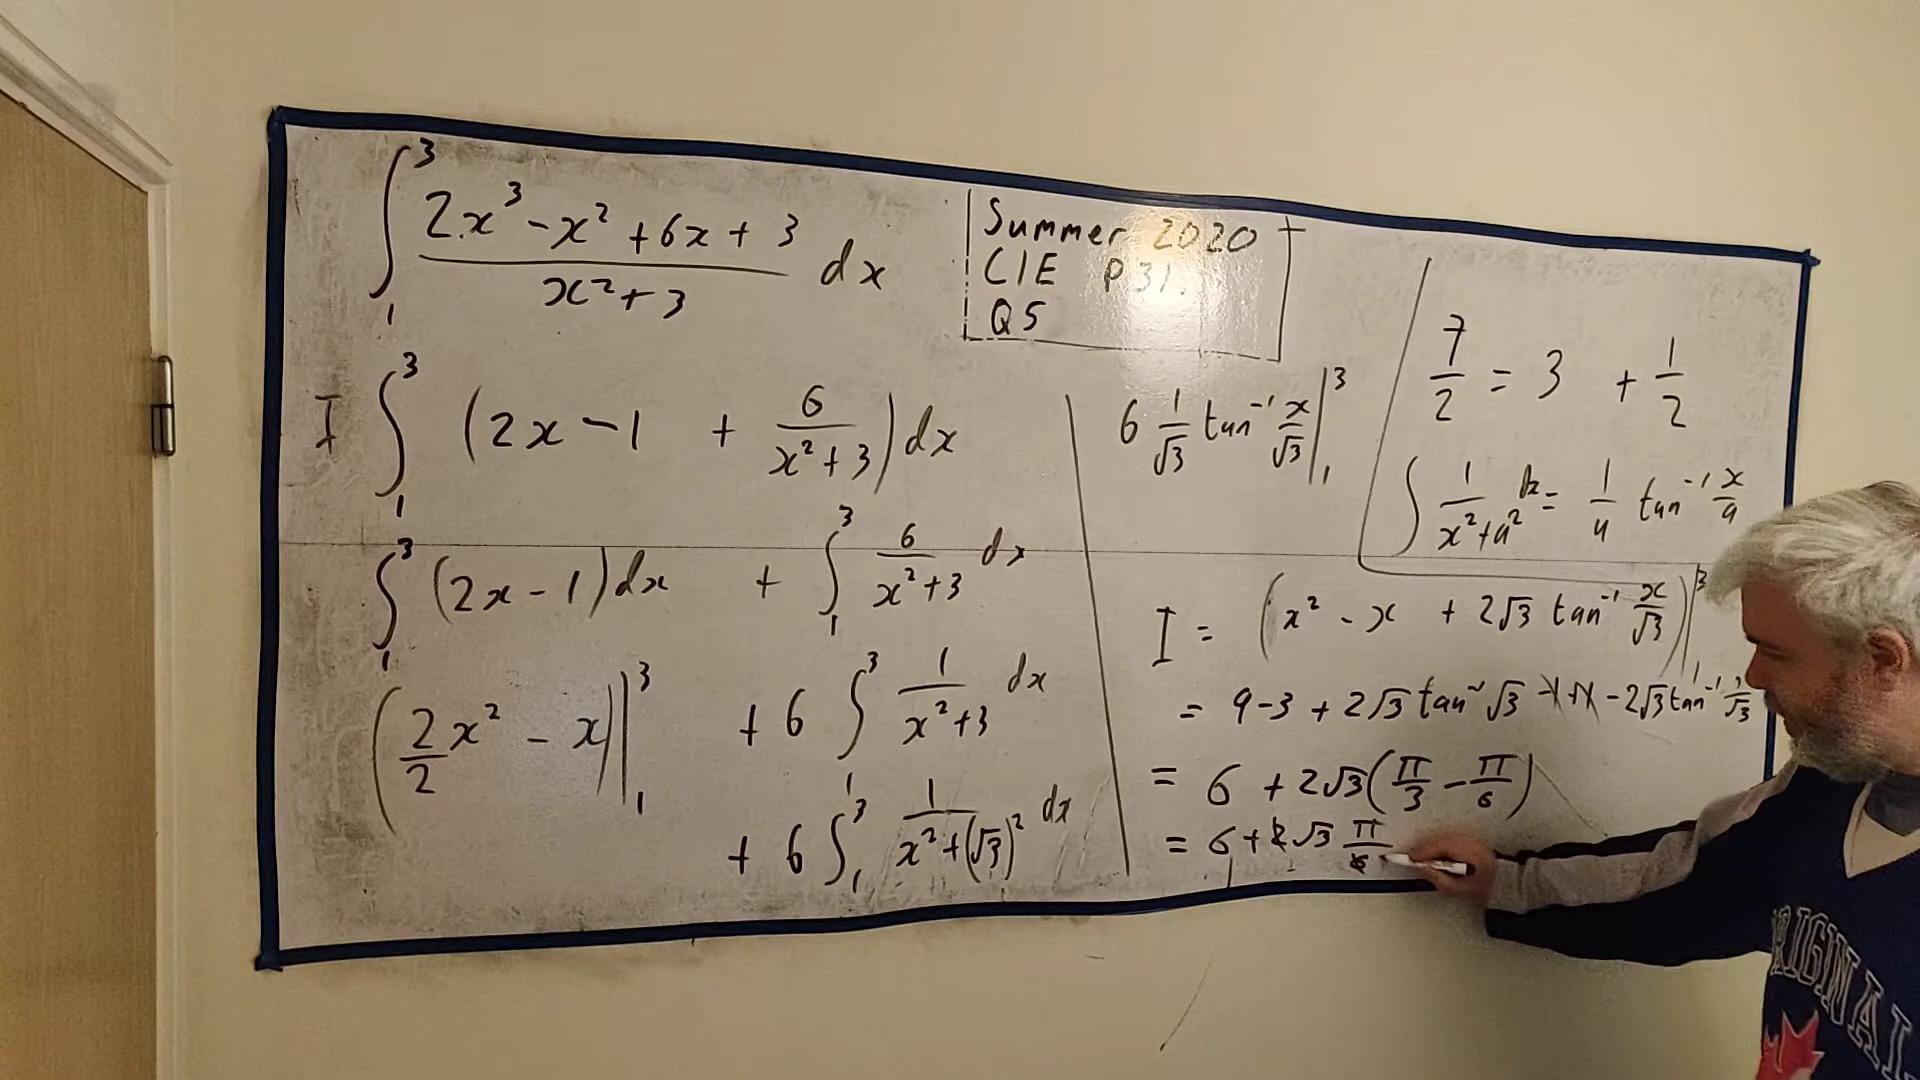 ∫₁³ (2x³ - x² + 6x + 3)/(x² + 3) dx
Summer 2020
CIE P31.
Q5
I ∫₁³ (2x - 1 + 6/(x² + 3)) dx
∫₁³ (2x - 1) dx + ∫₁³ 6/(x² + 3) dx
(2/2 x² - x)|₁³ + 6 ∫₁³ 1/(x² + 3) dx
+ 6 ∫₁³ 1/(x² + (√3)²) dx
6 1/√3 tan⁻¹ x/√3 |₁³
7/2 = 3 + 1/2
∫ 1/(x² + a²) dx = 1/a tan⁻¹ x/a
I = (x² - x + 2√3 tan⁻¹ x/√3)|₁³
= 9 - 3 + 2√3 tan⁻¹ √3 - 1 + 1 - 2√3 tan⁻¹ 1/√3
= 6 + 2√3 (π/3 - π/6)
= 6 + 2√3 π/6
RIGINAL